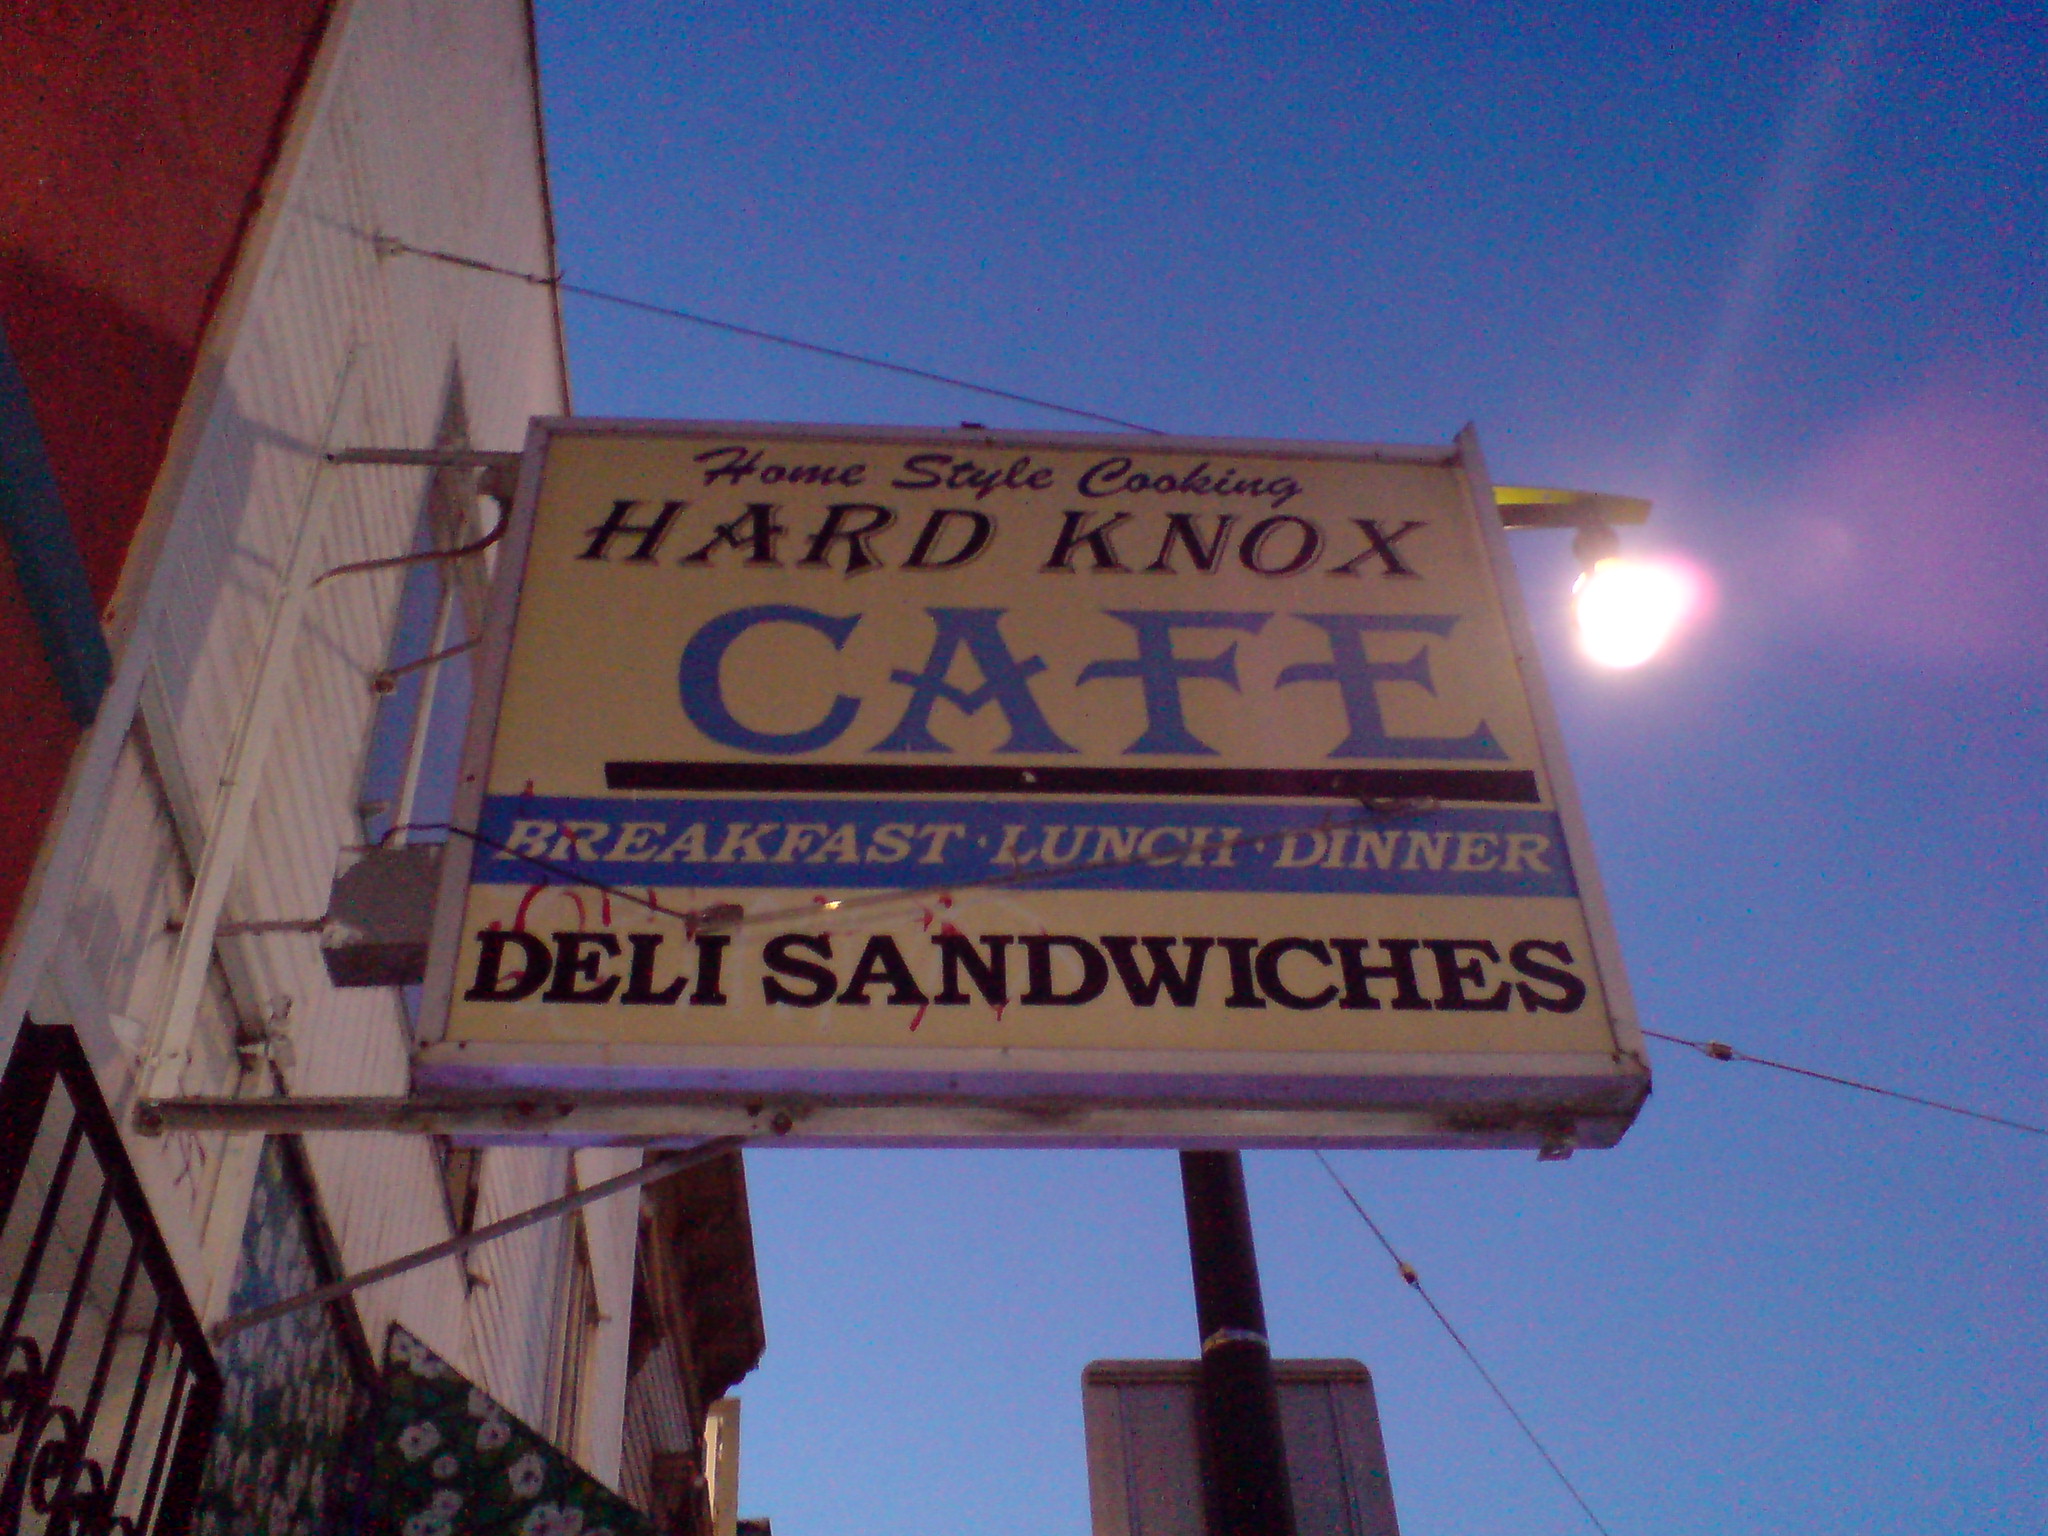 Home Style Cooking
HARD KNOX
CAFE
BREAKFAST · LUNCH · DINNER
DELI SANDWICHES